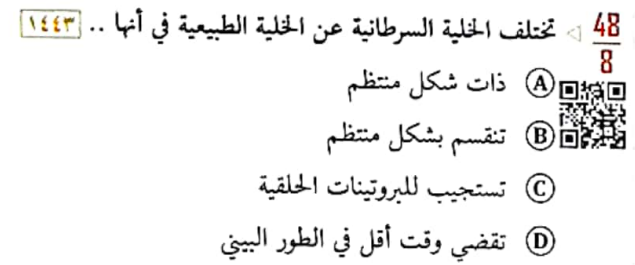 48/8 تختلف الخلية السرطانية عن الخلية الطبيعية في أنها .. ١٤٤٣
A ذات شكل منتظم
B تنقسم بشكل منتظم
C تستجيب للبروتينات الحلقية
D تقضي وقت أقل في الطور البيني